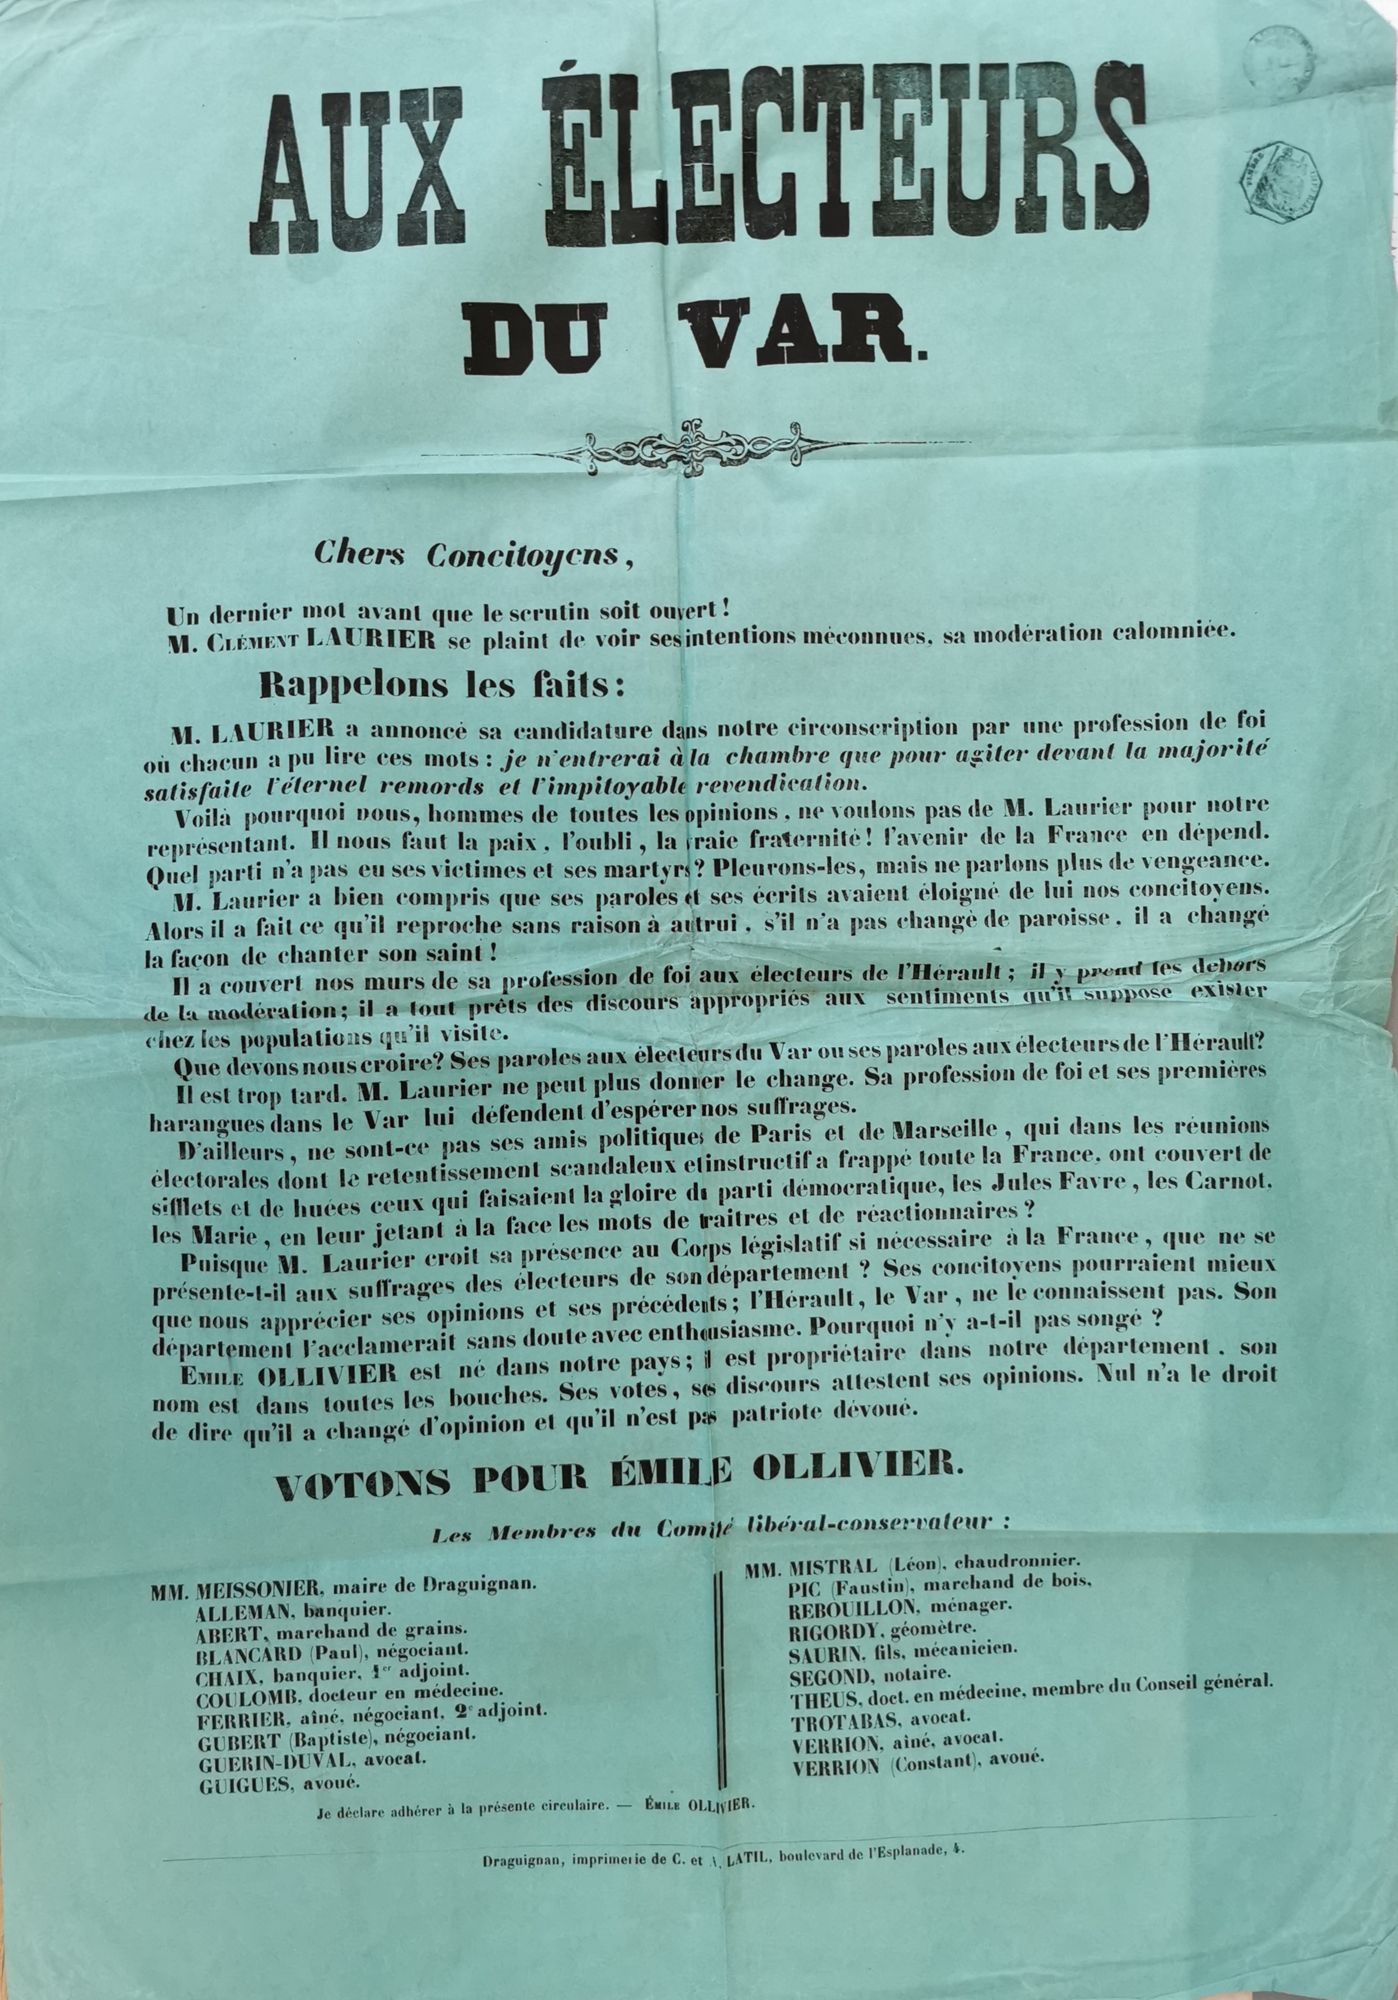 AUX ÉLECTEURS
DU VAR.
Chers Concitoyens,
Un dernier mot avant que le scrutin soit ouvert !
M. CLÉMENT LAURIER se plaint de voir ses intentions méconnues, sa modération calomniée.
Rappelons les faits :
M. LAURIER a annoncé sa candidature dans notre circonscription par une profession de foi
où chacun a pu lire ces mots : je n'entrerai à la chambre que pour agiter devant la majorité
satisfaite l'éternel remords et l'impitoyable revendication.
Voilà pourquoi nous, hommes de toutes les opinions, ne voulons pas de M. Laurier pour notre
représentant. Il nous faut la paix, l'oubli, la vraie fraternité ! l'avenir de la France en dépend.
Quel parti n'a pas eu ses victimes et ses martyrs ? Pleurons-les, mais ne parlons plus de vengeance.
M. Laurier a bien compris que ses paroles et ses écrits avaient éloigné de lui nos concitoyens.
Alors il a fait ce qu'il reproche sans raison à autrui, s'il n'a pas changé de paroisse, il a changé
la façon de chanter son saint !
Il a couvert nos murs de sa profession de foi aux électeurs de l'Hérault ; il y prend les dehors
de la modération ; il a tout prêts des discours appropriés aux sentiments qu'il suppose exister
chez les populations qu'il visite.
Que devons nous croire ? Ses paroles aux électeurs du Var ou ses paroles aux électeurs de l'Hérault ?
Il est trop tard. M. Laurier ne peut plus donner le change. Sa profession de foi et ses premières
harangues dans le Var lui défendent d'espérer nos suffrages.
D'ailleurs, ne sont-ce pas ses amis politiques de Paris et de Marseille, qui dans les réunions
électorales dont le retentissement scandaleux et instructif a frappé toute la France, ont couvert de
sifflets et de huées ceux qui faisaient la gloire du parti démocratique, les Jules Favre, les Carnot,
les Marie, en leur jetant à la face les mots de traitres et de réactionnaires ?
Puisque M. Laurier croit sa présence au Corps législatif si nécessaire à la France, que ne se
présente-t-il aux suffrages des électeurs de son département ? Ses concitoyens pourraient mieux
que nous apprécier ses opinions et ses précédents ; l'Hérault, le Var, ne le connaissent pas. Son
département l'acclamerait sans doute avec enthousiasme. Pourquoi n'y a-t-il pas songé ?
EMILE OLLIVIER est né dans notre pays ; il est propriétaire dans notre département, son
nom est dans toutes les bouches. Ses votes, ses discours attestent ses opinions. Nul n'a le droit
de dire qu'il a changé d'opinion et qu'il n'est pas patriote dévoué.
VOTONS POUR ÉMILE OLLIVIER.
Les Membres du Comité libéral-conservateur :
MM. MEISSONIER, maire de Draguignan.
ALLEMAN, banquier.
ABERT, marchand de grains.
BLANCARD (Paul), négociant.
CHAIX, banquier, 1er adjoint.
COULOMB, docteur en médecine.
FERRIER, aîné, négociant, 2e adjoint.
GUBERT (Baptiste), négociant.
GUERIN-DUVAL, avocat.
GUIGUES, avoué.
MM. MISTRAL (Léon), chaudronnier.
PIC (Faustin), marchand de bois,
REBOUILLON, ménager.
RIGORDY, géomètre.
SAURIN, fils, mécanicien.
SEGOND, notaire.
THEUS, doct. en médecine, membre du Conseil général.
TROTABAS, avocat.
VERRION, aîné, avocat.
VERRION (Constant), avoué.
Je déclare adhérer à la présente circulaire. — ÉMILE OLLIVIER.
Draguignan, imprimerie de C. et A. LATIL, boulevard de l'Esplanade, 4.